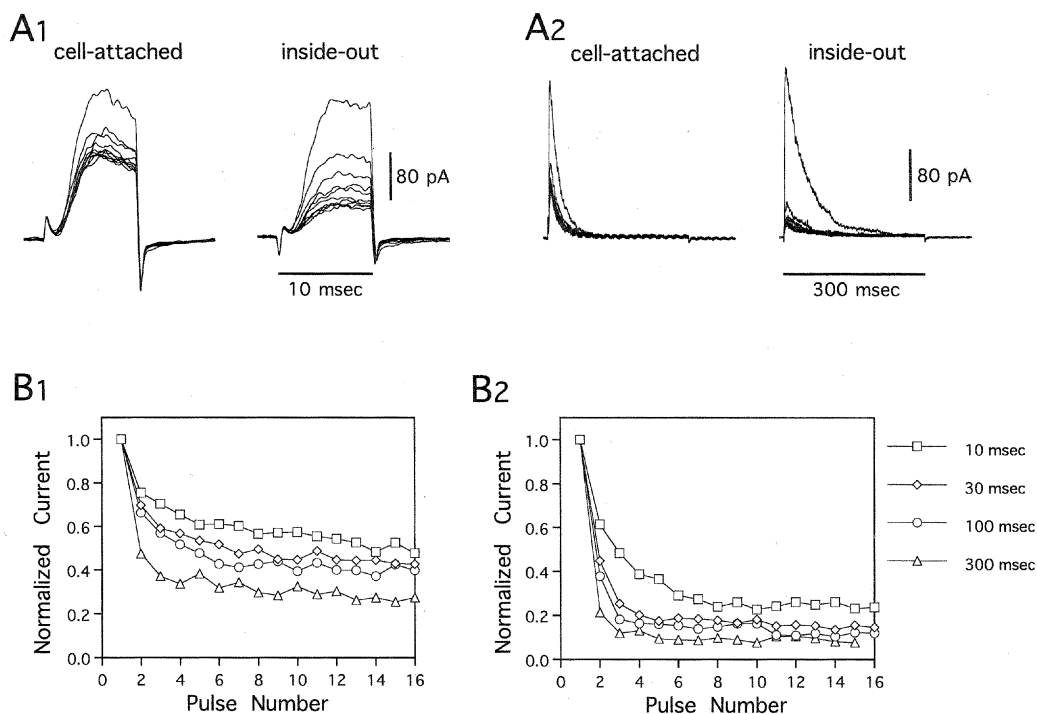 A1
cell-attached
inside-out
80 pA
10 msec
A2
cell-attached
inside-out
80 pA
300 msec
B1
Normalized Current
1.0
0.8
0.6
0.4
0.2
0.0
0 2 4 6 8 10 12 14 16
Pulse Number
B2
Normalized Current
1.0
0.8
0.6
0.4
0.2
0.0
0 2 4 6 8 10 12 14 16
Pulse Number
10 msec
30 msec
100 msec
300 msec